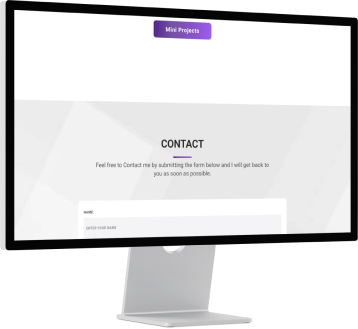 Mini Projects
CONTACT
Feel free to Contact me by submitting the form below and I will get back to
you as soon as possible.
NAME:
ENTER YOUR NAME